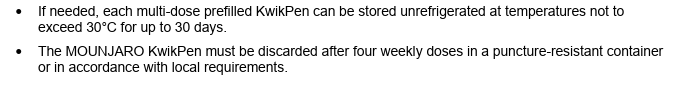 • If needed, each multi-dose prefilled KwikPen can be stored unrefrigerated at temperatures not to
exceed 30°C for up to 30 days.
• The MOUNJARO KwikPen must be discarded after four weekly doses in a puncture-resistant container
or in accordance with local requirements.